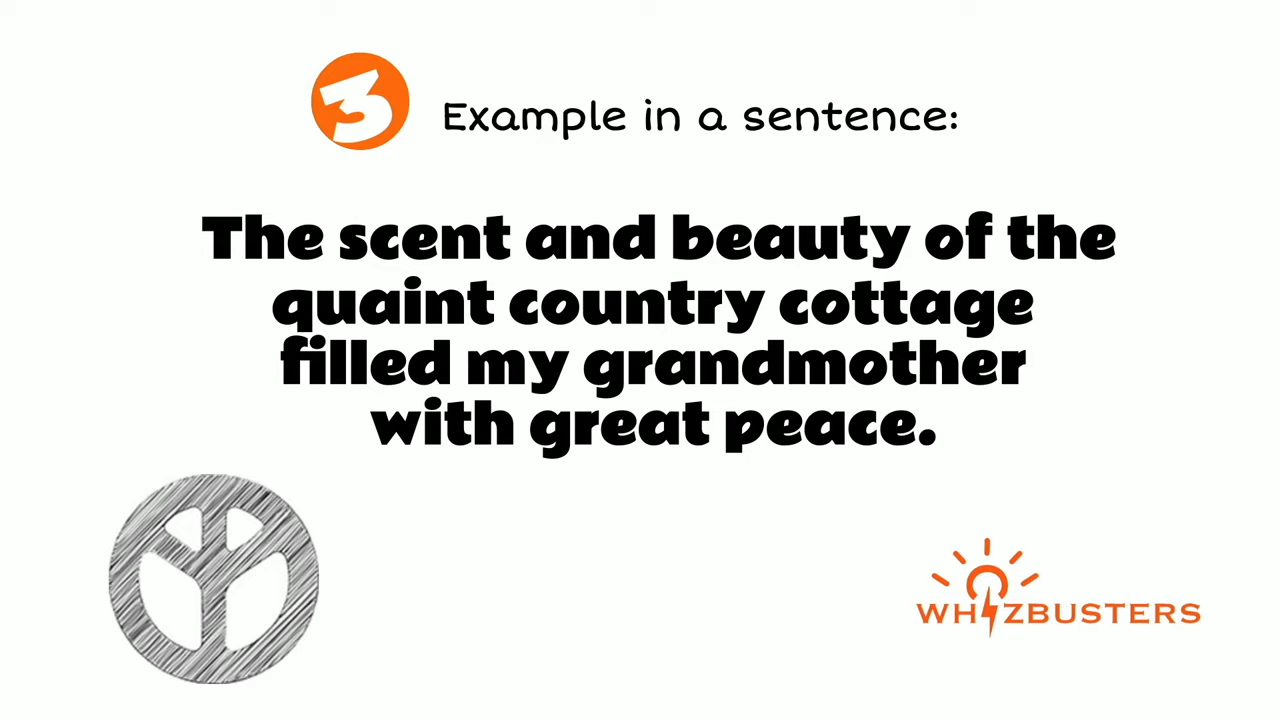 3 Example in a sentence:
The scent and beauty of the
quaint country cottage
filled my grandmother
with great peace.
WHIZBUSTERS